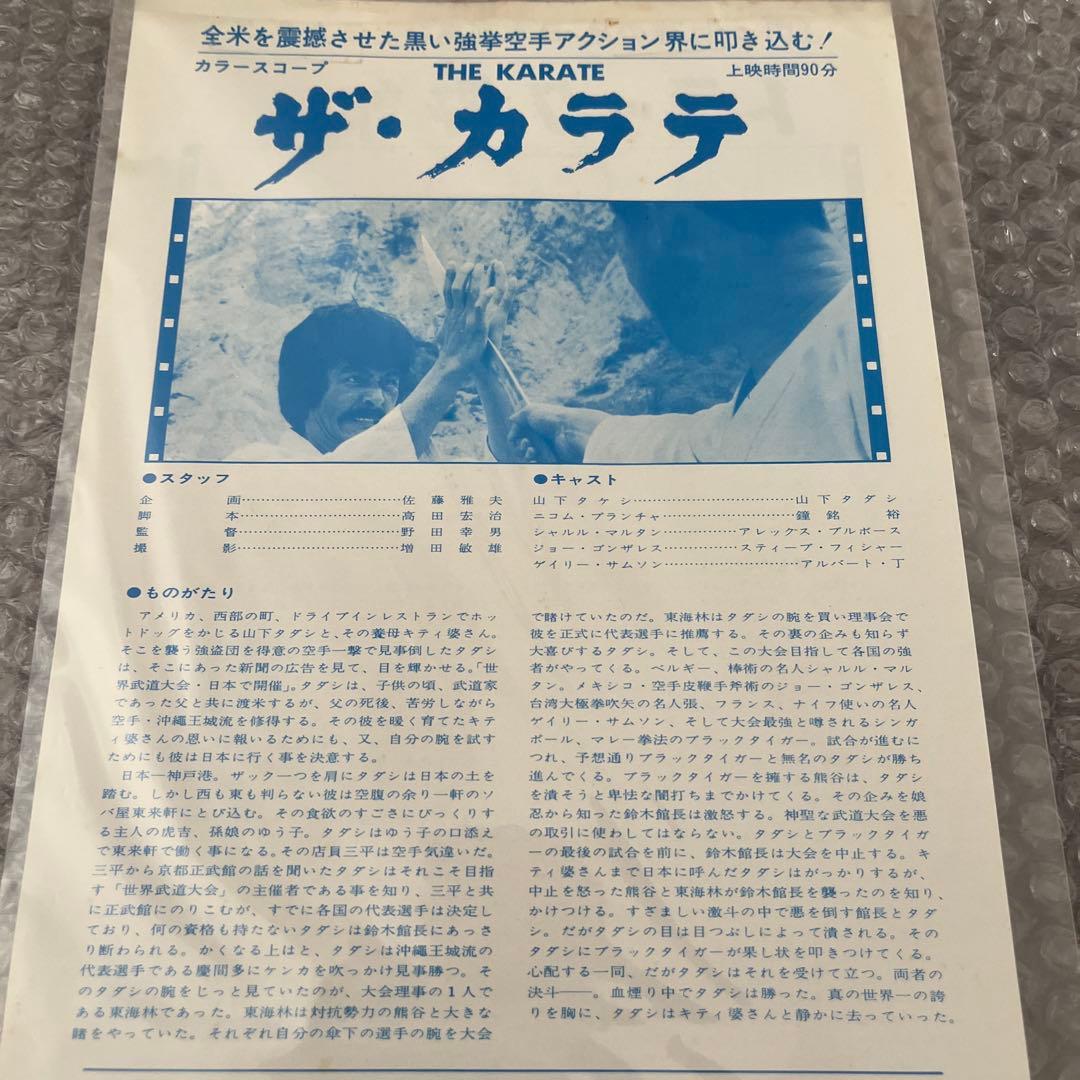 全米を震撼させた黒い強拳空手アクション界に叩き込む！
カラースコープ
THE KARATE
上映時間90分
ザ・カラテ
●スタッフ
企画………佐藤雅夫
脚本………高田宏治
監督………野田幸男
撮影………増田敏雄
●キャスト
山下タケシ………山下タダシ
ニコム・プランチャ………鐘銘裕
シャルル・マルタン………アレックス・ブルボース
ジョー・ゴンザレス………スティーブ・フィシャー
ゲイリー・サムソン………アルバート・丁
●ものがたり
アメリカ、西部の町、ドライブインレストランでホッ
トドッグをかじる山下タダシと、その養母キティ婆さん。
そこを襲う強盗団を得意の空手一撃で見事倒したタダシ
は、そこにあった新聞の広告を見て、目を輝かせる。「世
界武道大会・日本で開催」。タダシは、子供の頃、武道家
であった父と共に渡米するが、父の死後、苦労しながら
空手・沖縄王城流を修得する。その彼を暖く育てたキテ
ィ婆さんの恩いに報いるためにも、又、自分の腕を試す
ためにも彼は日本に行く事を決意する。
日本—神戸港。ザック一つを肩にタダシは日本の土を
踏む。しかし西も東も判らない彼は空腹の余り一軒のソ
バ屋東来軒にとび込む。その食欲のすごさにびっくりす
る主人の虎吉、孫娘のゆう子。タダシはゆう子の口添え
で東来軒で働く事になる。その店員三平は空手気違いだ。
三平から京都正武館の話を聞いたタダシはそれこそ目指
す「世界武道大会」の主催者である事を知り、三平と共
に正武館にのりこむが、すでに各国の代表選手は決定し
ており、何の資格も持たないタダシは鈴木館長にあっさ
り断わられる。かくなる上はと、タダシは沖縄王城流の
代表選手である慶間多にケンカを吹っかけ見事勝つ。そ
のタダシの腕をじっと見ていたのが、大会理事の１人で
ある東海林であった。東海林は対抗勢力の熊谷と大きな
賭をやっていた。それぞれ自分の傘下の選手の腕を大会
で賭けていたのだ。東海林はタダシの腕を買い理事会で
彼を正式に代表選手に推薦する。その裏の企みも知らず
大喜びするタダシ。そして、この大会目指して各国の強
者がやってくる。ベルギー、棒術の名人シャルル・マル
タン。メキシコ・空手皮鞭手斧術のジョー・ゴンザレス、
台湾大極拳吹矢の名人張、フランス、ナイフ使いの名人
ゲイリー・サムソン、そして大会最強と噂されるシンガ
ポール、マレー拳法のブラックタイガー。試合が進むに
つれ、予想通りブラックタイガーと無名のタダシが勝ち
進んでくる。ブラックタイガーを擁する熊谷は、タダシ
を潰そうと卑怯な闇打ちまでかけてくる。その企みを娘
忍から知った鈴木館長は激怒する。神聖な武道大会を悪
の取引に使わしてはならない。タダシとブラックタイガ
ーの最後の試合を前に、鈴木館長は大会を中止する。キ
ティ婆さんまで日本に呼んだタダシはがっかりするが、
中止を怒った熊谷と東海林が鈴木館長を襲ったのを知り、
かけつける。すざましい激斗の中で悪を倒す館長とタダ
シ。だがタダシの目は目つぶしによって潰される。その
タダシにブラックタイガーが果し状を叩きつけてくる。
心配する一同、だがタダシはそれを受けて立つ。両者の
決斗——。血煙り中でタダシは勝った。真の世界一の誇
りを胸に、タダシはキティ婆さんと静かに去っていった。